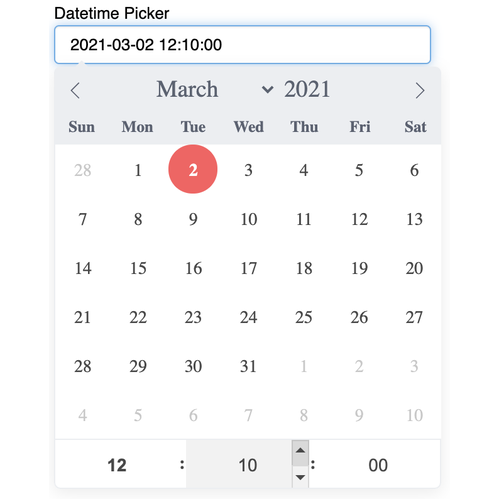 Datetime Picker
2021-03-02 12:10:00
March 2021
Sun Mon Tue Wed Thu Fri Sat
28 1 2 3 4 5 6
7 8 9 10 11 12 13
14 15 16 17 18 19 20
21 22 23 24 25 26 27
28 29 30 31 1 2 3
4 5 6 7 8 9 10
12 : 10 : 00